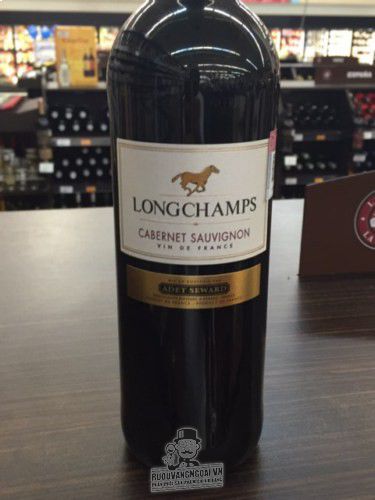 LONGCHAMPS
CABERNET SAUVIGNON
VIN DE FRANCE
ADET SEWARD
RUOUVANGNGOAI.VN